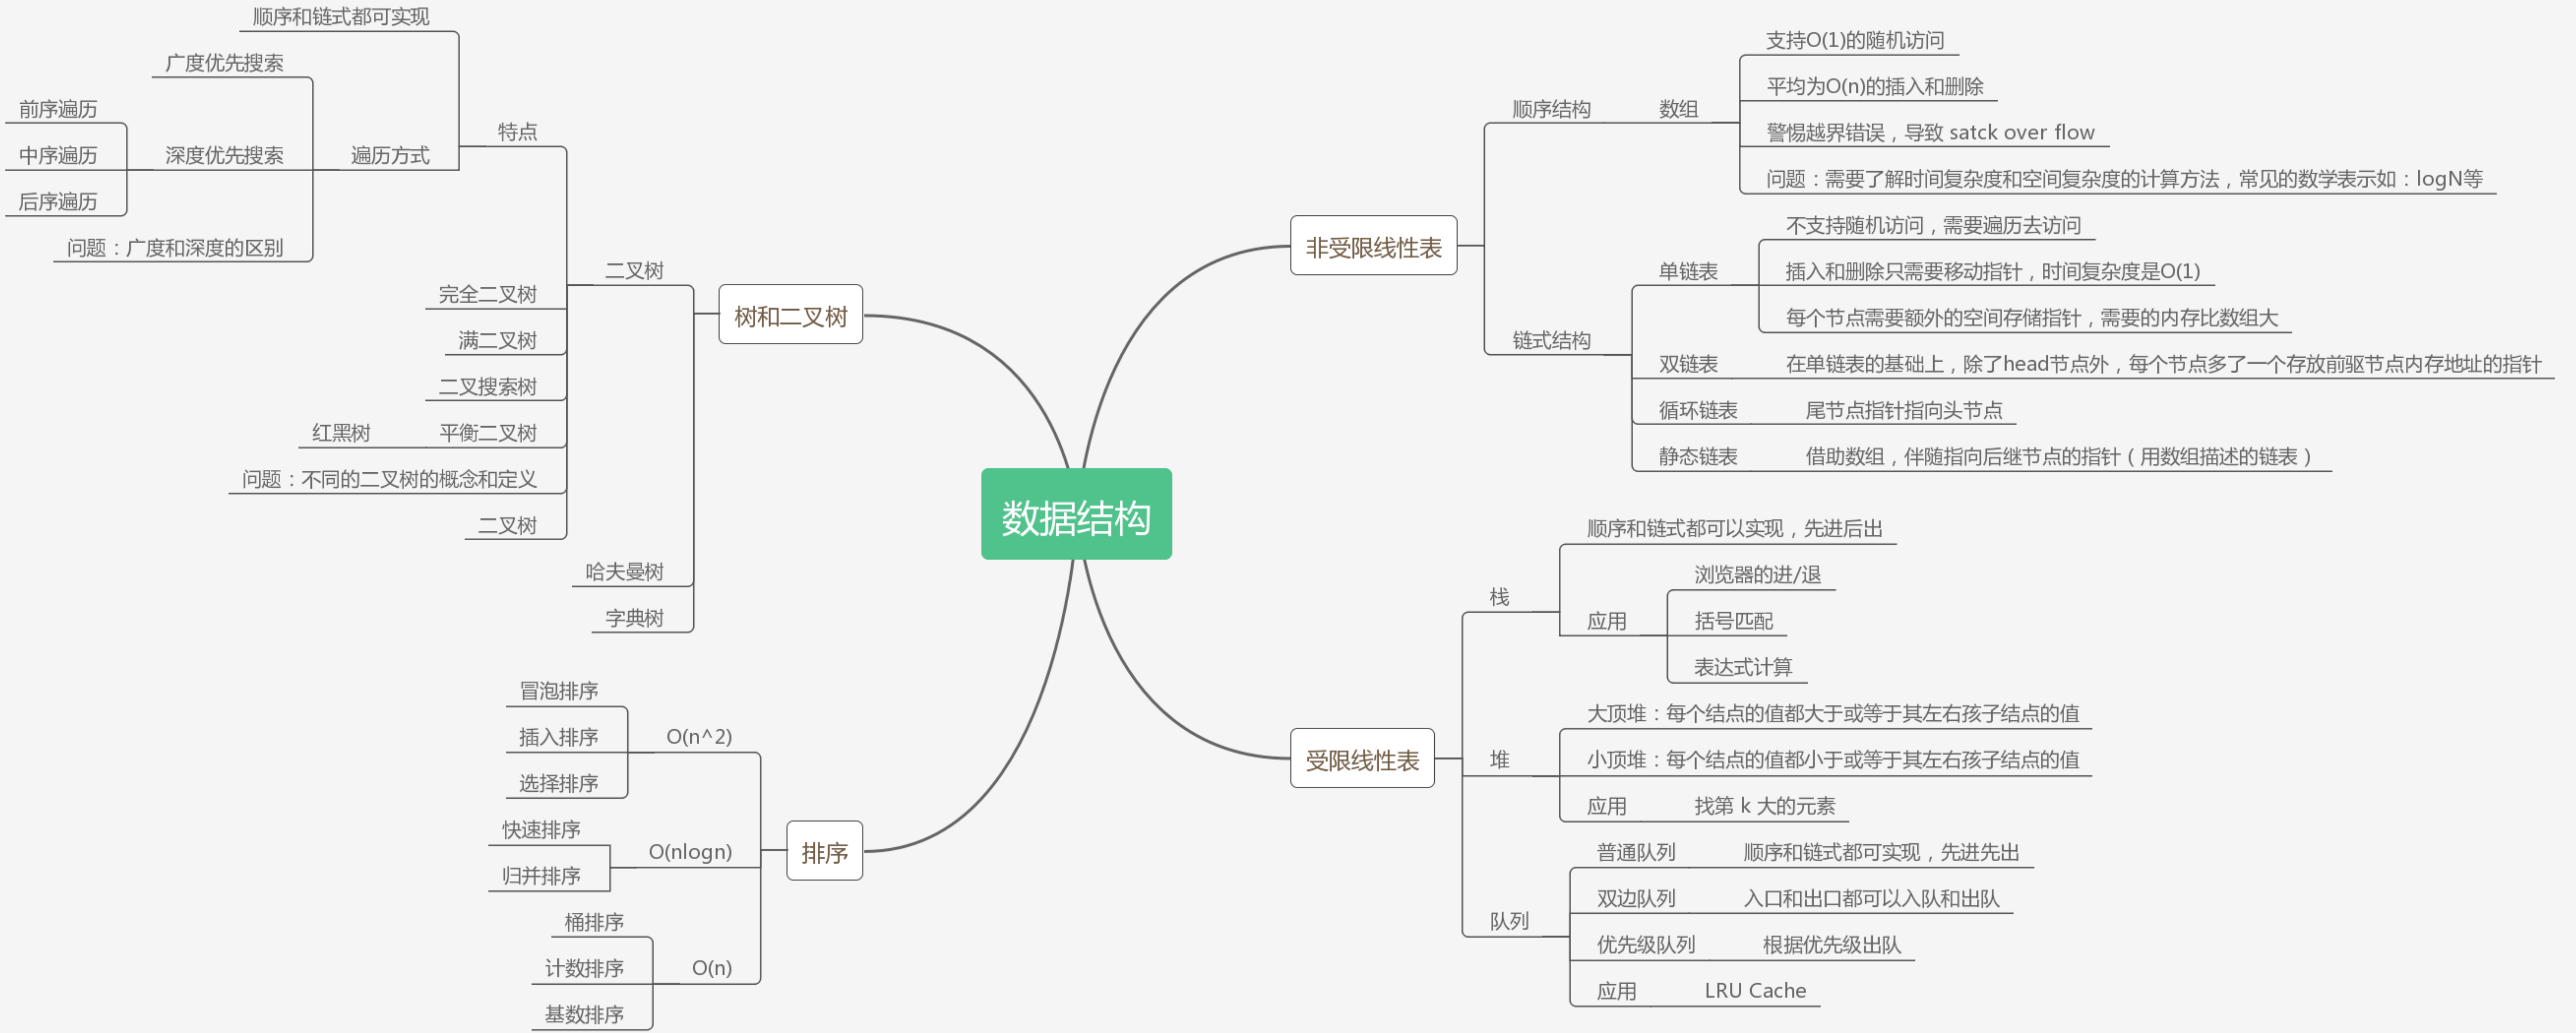 数据结构
非受限线性表
顺序结构
数组
支持O(1)的随机访问
平均为O(n)的插入和删除
警惕越界错误，导致 satck over flow
问题：需要了解时间复杂度和空间复杂度的计算方法，常见的数学表示如：logN等
链式结构
单链表
不支持随机访问，需要遍历去访问
插入和删除只需要移动指针，时间复杂度是O(1)
每个节点需要额外的空间存储指针，需要的内存比数组大
双链表
在单链表的基础上，除了head节点外，每个节点多了一个存放前驱节点内存地址的指针
循环链表
尾节点指针指向头节点
静态链表
借助数组，伴随指向后继节点的指针（用数组描述的链表）
受限线性表
栈
顺序和链式都可以实现，先进后出
应用
浏览器的进/退
括号匹配
表达式计算
堆
大顶堆：每个结点的值都大于或等于其左右孩子结点的值
小顶堆：每个结点的值都小于或等于其左右孩子结点的值
应用
找第 k 大的元素
队列
普通队列
顺序和链式都可实现，先进先出
双边队列
入口和出口都可以入队和出队
优先级队列
根据优先级出队
应用
LRU Cache
树和二叉树
二叉树
特点
顺序和链式都可实现
遍历方式
广度优先搜索
深度优先搜索
前序遍历
中序遍历
后序遍历
问题：广度和深度的区别
完全二叉树
满二叉树
二叉搜索树
平衡二叉树
红黑树
问题：不同的二叉树的概念和定义
二叉树
哈夫曼树
字典树
排序
O(n^2)
冒泡排序
插入排序
选择排序
O(nlogn)
快速排序
归并排序
O(n)
桶排序
计数排序
基数排序